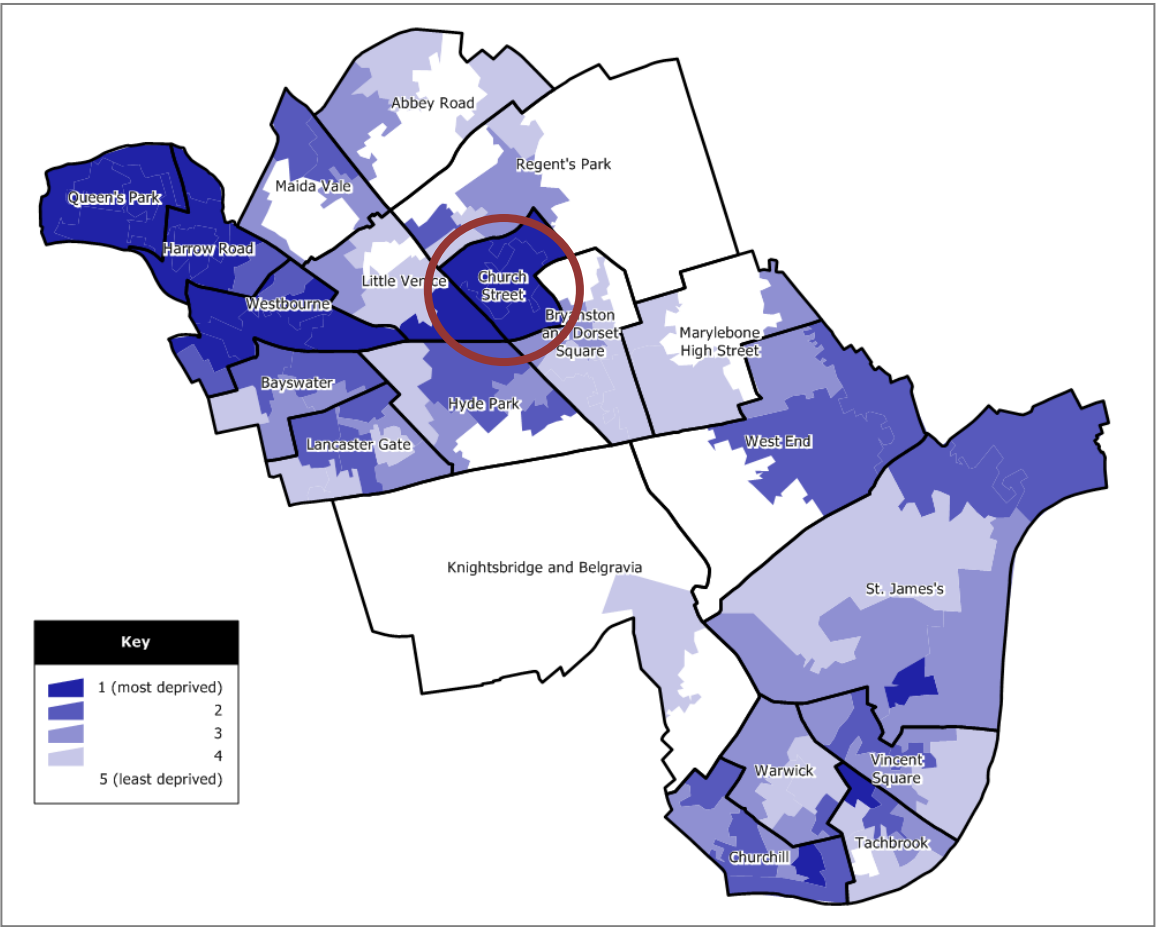 Abbey Road
Regent's Park
Maida Vale
Queen's Park
Harrow Road
Little Venice
Church
Street
Westbourne
Bryanston
and Dorset
Square
Marylebone
High Street
Bayswater
Hyde Park
Lancaster Gate
West End
Knightsbridge and Belgravia
St. James's
Key
1 (most deprived)
2
3
4
5 (least deprived)
Warwick
Vincent
Square
Tachbrook
Churchill